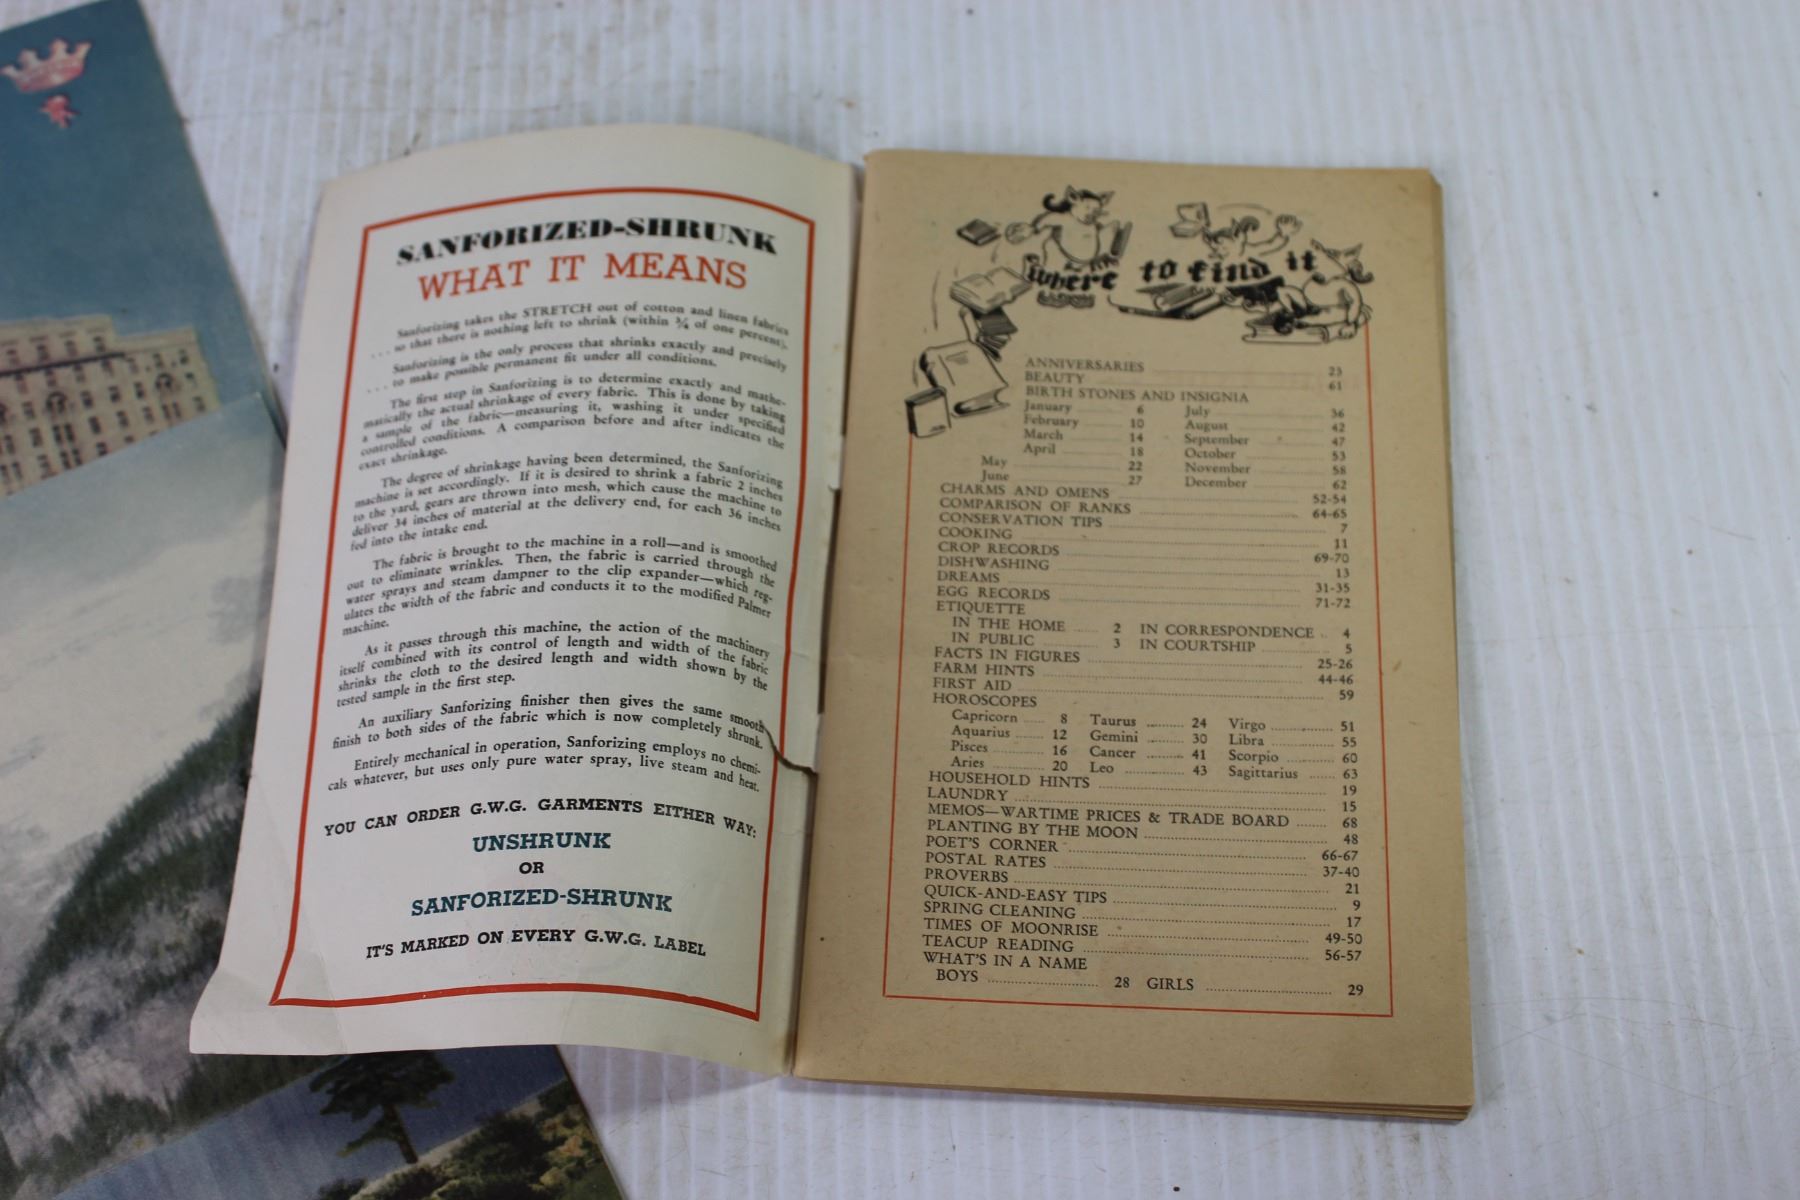 SANFORIZED-SHRUNK
WHAT IT MEANS
Sanforizing takes the STRETCH out of cotton and linen fabrics
. . . so that there is nothing left to shrink (within ¾ of one percent).
Sanforizing is the only process that shrinks exactly and precisely
. . . to make possible permanent fit under all conditions.
The first step in Sanforizing is to determine exactly and mathe-
matically the actual shrinkage of every fabric. This is done by taking
a sample of the fabric—measuring it, washing it under specified
controlled conditions. A comparison before and after indicates the
exact shrinkage.
The degree of shrinkage having been determined, the Sanforizing
machine is set accordingly. If it is desired to shrink a fabric 2 inches
to the yard, gears are thrown into mesh, which cause the machine to
deliver 34 inches of material at the delivery end, for each 36 inches
fed into the intake end.
The fabric is brought to the machine in a roll—and is smoothed
out to eliminate wrinkles. Then, the fabric is carried through the
water sprays and steam dampner to the clip expander—which reg-
ulates the width of the fabric and conducts it to the modified Palmer
machine.
As it passes through this machine, the action of the machinery
itself combined with its control of length and width of the fabric
shrinks the cloth to the desired length and width shown by the
tested sample in the first step.
An auxiliary Sanforizing finisher then gives the same smooth
finish to both sides of the fabric which is now completely shrunk.
Entirely mechanical in operation, Sanforizing employs no chemi-
cals whatever, but uses only pure water spray, live steam and heat.
YOU CAN ORDER G.W.G. GARMENTS EITHER WAY:
UNSHRUNK
OR
SANFORIZED-SHRUNK
IT'S MARKED ON EVERY G.W.G. LABEL
where to find it
ANNIVERSARIES 23
BEAUTY 61
BIRTH STONES AND INSIGNIA
January 6 July 36
February 10 August 42
March 14 September 47
April 18 October 53
May 22 November 58
June 27 December 62
CHARMS AND OMENS 52-54
COMPARISON OF RANKS 64-65
CONSERVATION TIPS 7
COOKING 11
CROP RECORDS 69-70
DISHWASHING 13
DREAMS 31-35
EGG RECORDS 71-72
ETIQUETTE
IN THE HOME 2 IN CORRESPONDENCE 4
IN PUBLIC 3 IN COURTSHIP 5
FACTS IN FIGURES 25-26
FARM HINTS 44-46
FIRST AID 59
HOROSCOPES
Capricorn 8 Taurus 24 Virgo 51
Aquarius 12 Gemini 30 Libra 55
Pisces 16 Cancer 41 Scorpio 60
Aries 20 Leo 43 Sagittarius 63
HOUSEHOLD HINTS 19
LAUNDRY 15
MEMOS—WARTIME PRICES & TRADE BOARD 68
PLANTING BY THE MOON 48
POET'S CORNER 66-67
POSTAL RATES 37-40
PROVERBS 21
QUICK-AND-EASY TIPS 9
SPRING CLEANING 17
TIMES OF MOONRISE 49-50
TEACUP READING 56-57
WHAT'S IN A NAME
BOYS 28 GIRLS 29